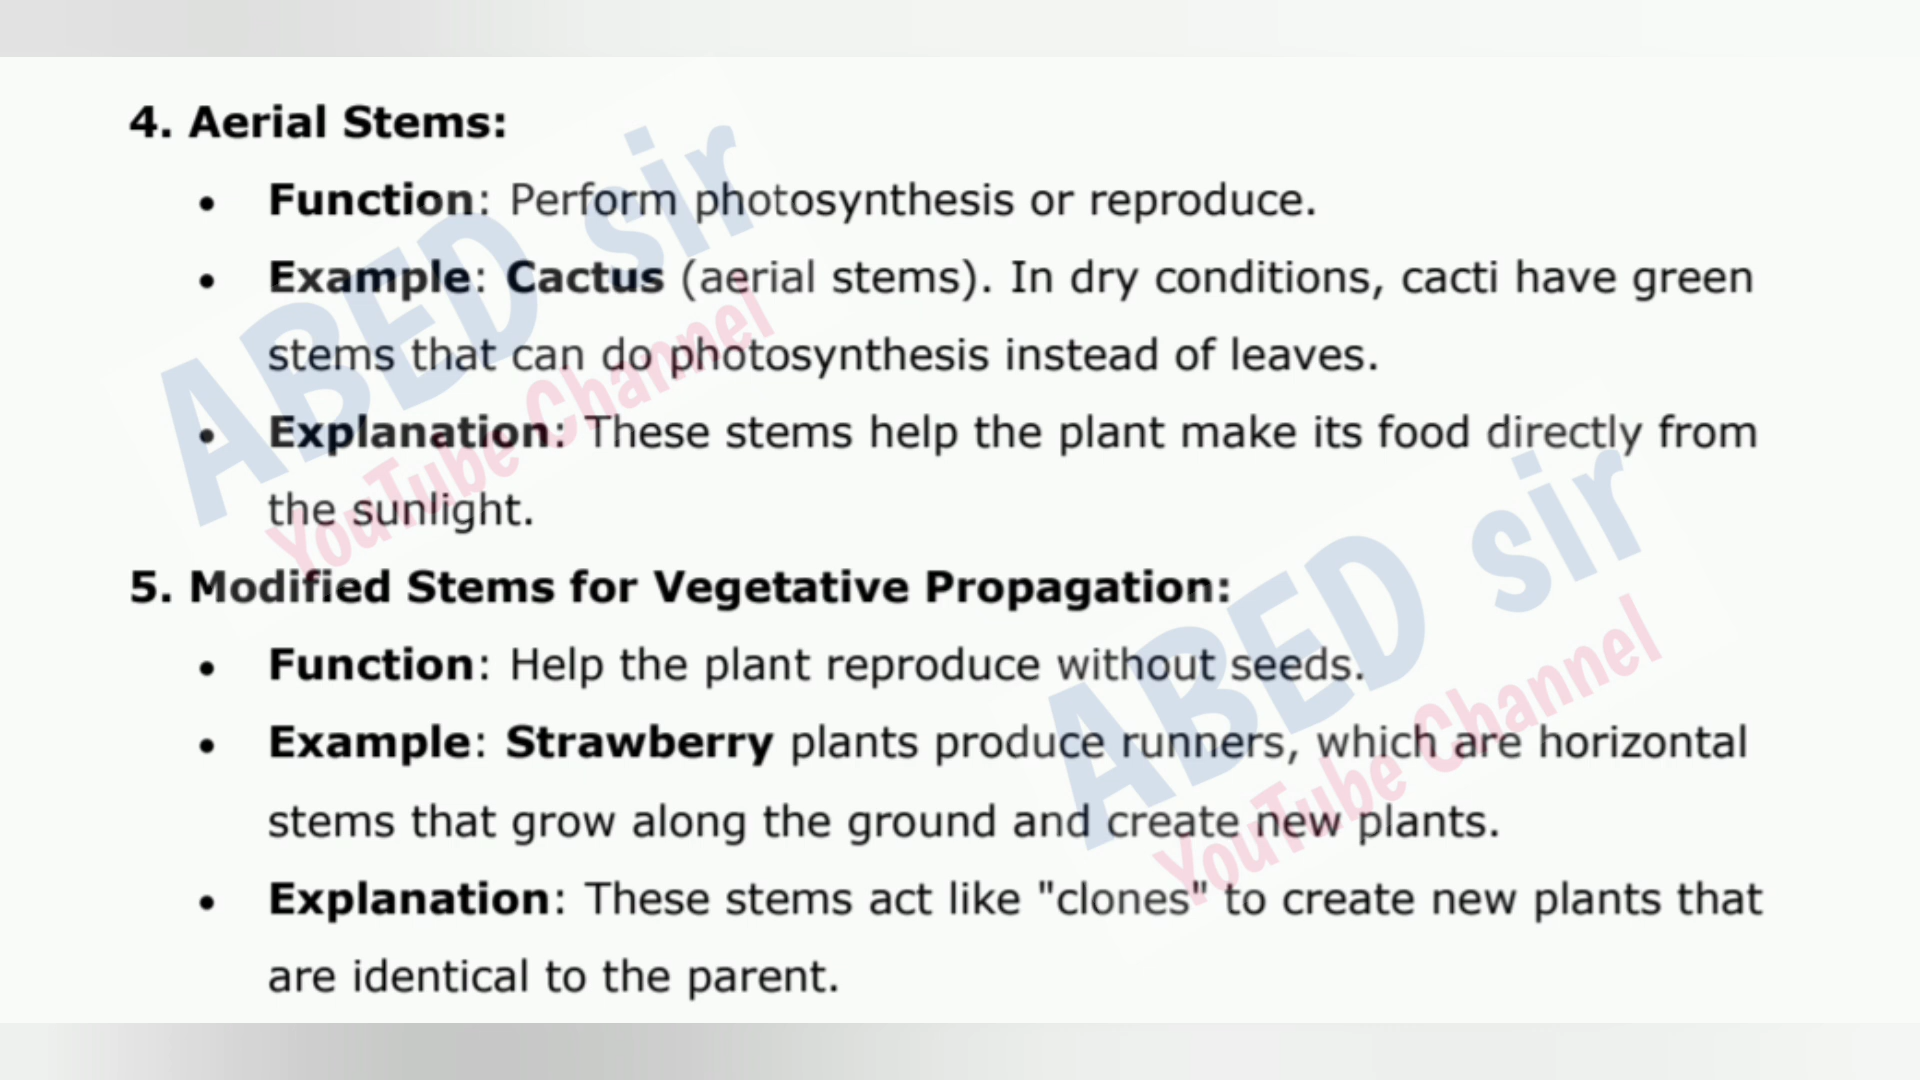 4. Aerial Stems:
• Function: Perform photosynthesis or reproduce.
• Example: Cactus (aerial stems). In dry conditions, cacti have green
stems that can do photosynthesis instead of leaves.
• Explanation: These stems help the plant make its food directly from
the sunlight.
5. Modified Stems for Vegetative Propagation:
• Function: Help the plant reproduce without seeds.
• Example: Strawberry plants produce runners, which are horizontal
stems that grow along the ground and create new plants.
• Explanation: These stems act like "clones" to create new plants that
are identical to the parent.
ABED sir
YouTube Channel
ABED sir
YouTube Channel